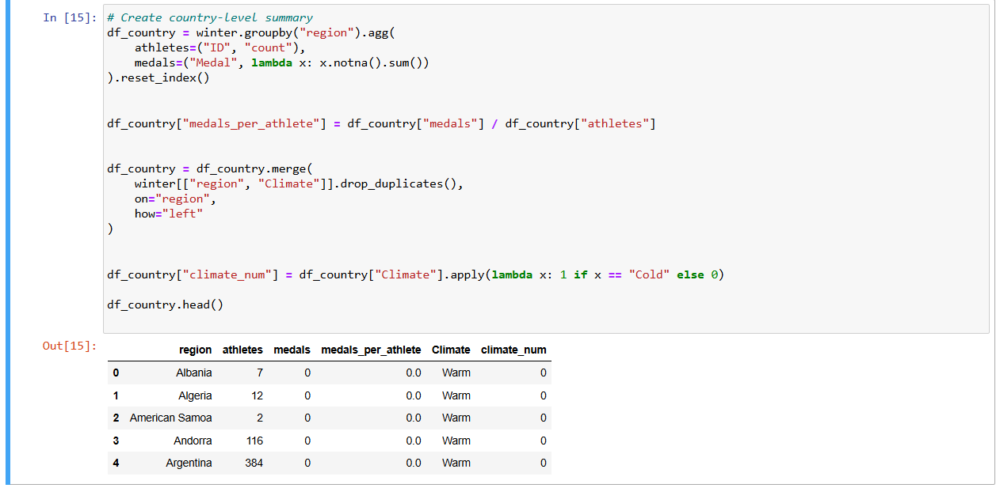 In [15]: # Create country-level summary
df_country = winter.groupby("region").agg(
    athletes=("ID", "count"),
    medals=("Medal", lambda x: x.notna().sum())
).reset_index()
df_country["medals_per_athlete"] = df_country["medals"] / df_country["athletes"]
df_country = df_country.merge(
    winter[["region", "Climate"]].drop_duplicates(),
    on="region",
    how="left"
)
df_country["climate_num"] = df_country["Climate"].apply(lambda x: 1 if x == "Cold" else 0)
df_country.head()
Out[15]:
region athletes medals medals_per_athlete Climate climate_num
0 Albania 7 0 0.0 Warm 0
1 Algeria 12 0 0.0 Warm 0
2 American Samoa 2 0 0.0 Warm 0
3 Andorra 116 0 0.0 Warm 0
4 Argentina 384 0 0.0 Warm 0